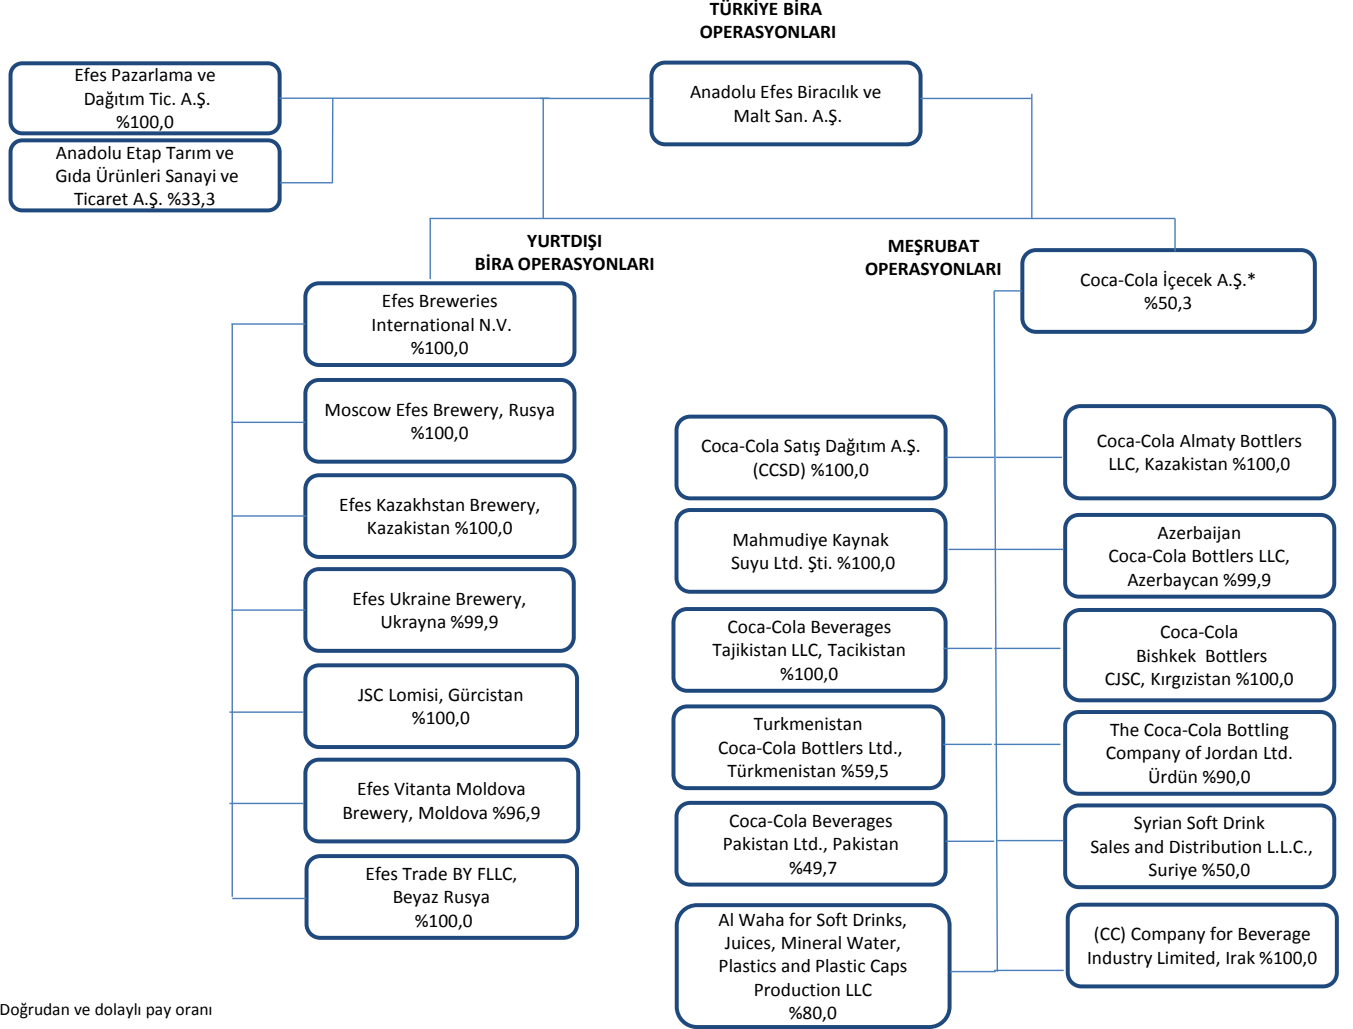 TÜRKİYE BİRA
OPERASYONLARI
Efes Pazarlama ve
Dağıtım Tic. A.Ş.
%100,0
Anadolu Efes Biracılık ve
Malt San. A.Ş.
Anadolu Etap Tarım ve
Gıda Ürünleri Sanayi ve
Ticaret A.Ş. %33,3
YURTDIŞI
BİRA OPERASYONLARI
MEŞRUBAT
OPERASYONLARI
Coca-Cola İçecek A.Ş.*
%50,3
Efes Breweries
International N.V.
%100,0
Moscow Efes Brewery, Rusya
%100,0
Efes Kazakhstan Brewery,
Kazakistan %100,0
Efes Ukraine Brewery,
Ukrayna %99,9
JSC Lomisi, Gürcistan
%100,0
Efes Vitanta Moldova
Brewery, Moldova %96,9
Efes Trade BY FLLC,
Beyaz Rusya
%100,0
Coca-Cola Satış Dağıtım A.Ş.
(CCSD) %100,0
Mahmudiye Kaynak
Suyu Ltd. Şti. %100,0
Coca-Cola Beverages
Tajikistan LLC, Tacikistan
%100,0
Turkmenistan
Coca-Cola Bottlers Ltd.,
Türkmenistan %59,5
Coca-Cola Beverages
Pakistan Ltd., Pakistan
%49,7
Al Waha for Soft Drinks,
Juices, Mineral Water,
Plastics and Plastic Caps
Production LLC
%80,0
Coca-Cola Almaty Bottlers
LLC, Kazakistan %100,0
Azerbaijan
Coca-Cola Bottlers LLC,
Azerbaycan %99,9
Coca-Cola
Bishkek Bottlers
CJSC, Kırgızistan %100,0
The Coca-Cola Bottling
Company of Jordan Ltd.
Ürdün %90,0
Syrian Soft Drink
Sales and Distribution L.L.C.,
Suriye %50,0
(CC) Company for Beverage
Industry Limited, Irak %100,0
Doğrudan ve dolaylı pay oranı